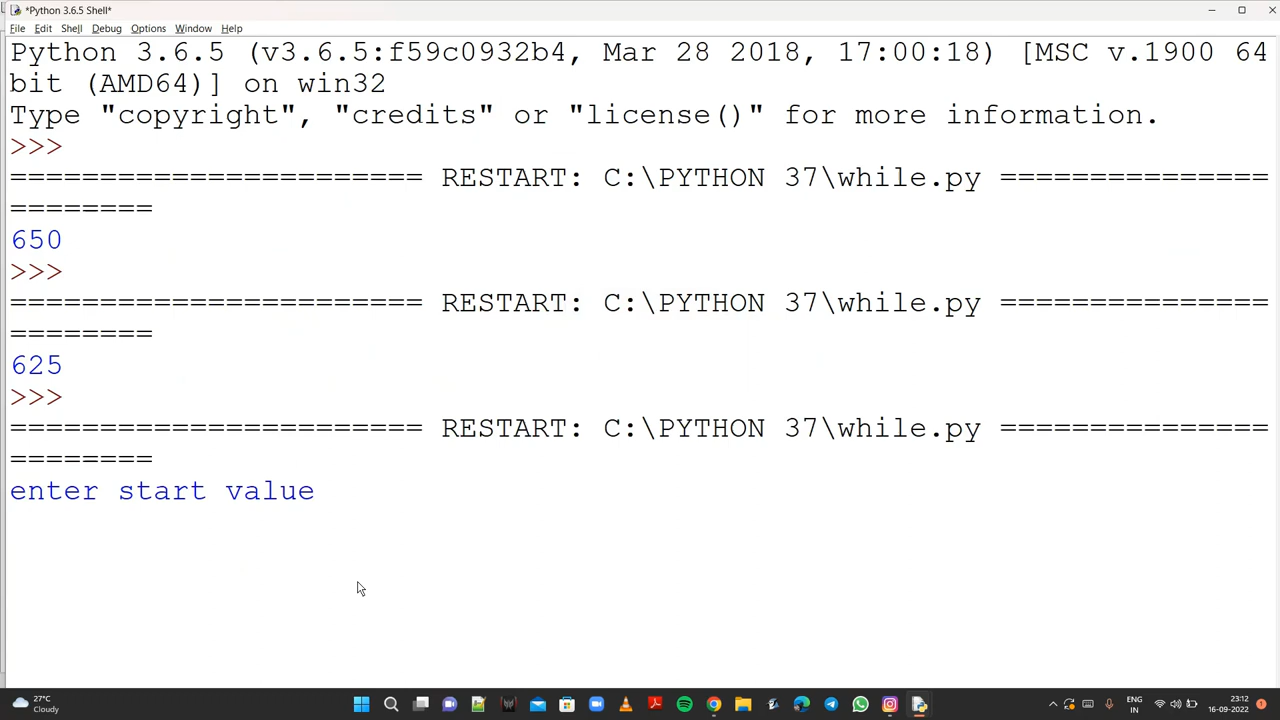 *Python 3.6.5 Shell*
File Edit Shell Debug Options Window Help
Python 3.6.5 (v3.6.5:f59c0932b4, Mar 28 2018, 17:00:18) [MSC v.1900 64
bit (AMD64)] on win32
Type "copyright", "credits" or "license()" for more information.
>>>
======================= RESTART: C:\PYTHON 37\while.py ===============
========
650
>>>
======================= RESTART: C:\PYTHON 37\while.py ===============
========
625
>>>
======================= RESTART: C:\PYTHON 37\while.py ===============
========
enter start value
27°C
Cloudy
ENG
IN
23:12
16-09-2022